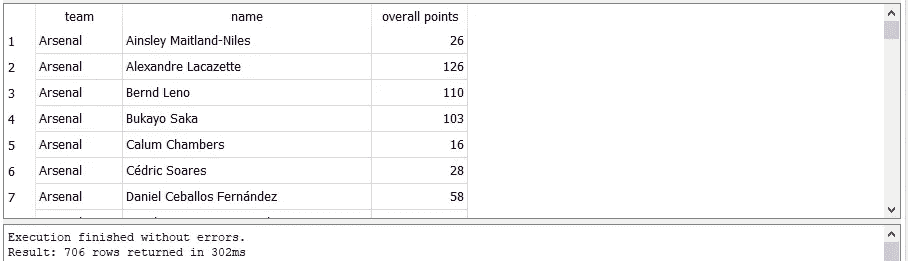 team name overall points
1 Arsenal Ainsley Maitland-Niles 26
2 Arsenal Alexandre Lacazette 126
3 Arsenal Bernd Leno 110
4 Arsenal Bukayo Saka 103
5 Arsenal Calum Chambers 16
6 Arsenal Cédric Soares 28
7 Arsenal Daniel Ceballos Fernández 58
Execution finished without errors.
Result: 706 rows returned in 302ms